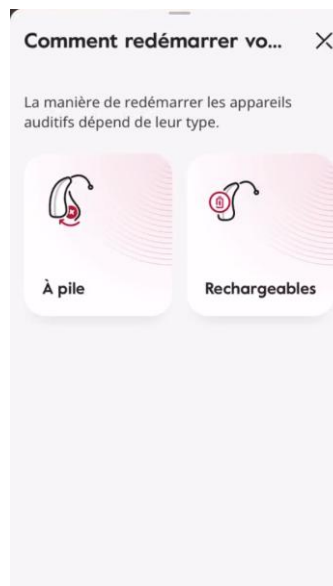 Comment redémarrer vo...
La manière de redémarrer les appareils
auditifs dépend de leur type.
À pile
Rechargeables